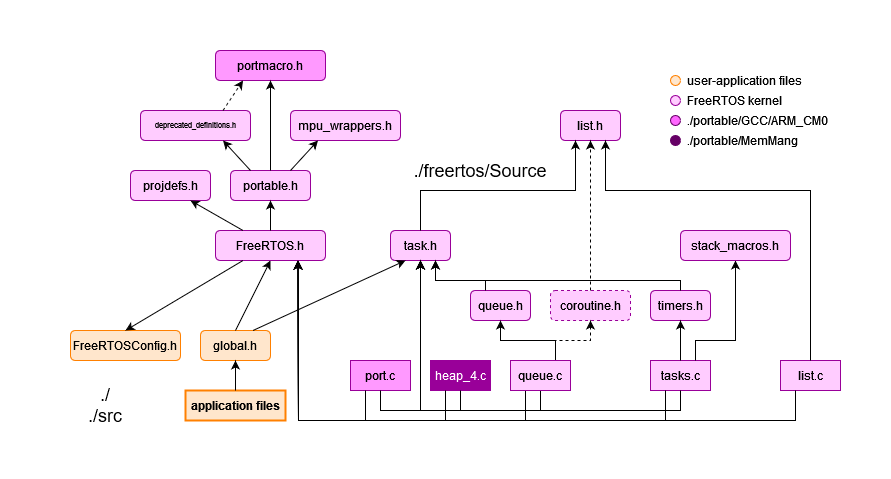 portmacro.h
user-application files
FreeRTOS kernel
./portable/GCC/ARM_CM0
./portable/MemMang
deprecated_definitions.h
mpu_wrappers.h
list.h
./freertos/Source
projdefs.h
portable.h
FreeRTOS.h
task.h
stack_macros.h
queue.h
coroutine.h
timers.h
FreeRTOSConfig.h
global.h
port.c
heap_4.c
queue.c
tasks.c
list.c
./
./src
application files